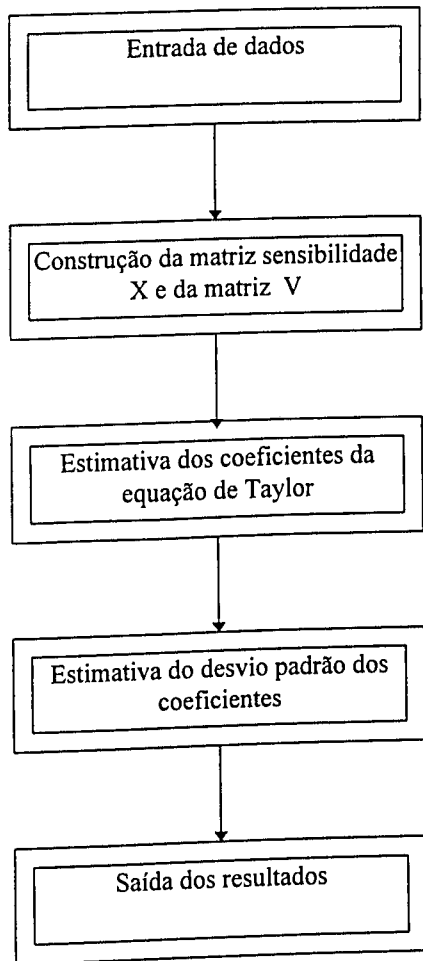 Entrada de dados
Construção da matriz sensibilidade
X e da matriz V
Estimativa dos coeficientes da
equação de Taylor
Estimativa do desvio padrão dos
coeficientes
Saída dos resultados